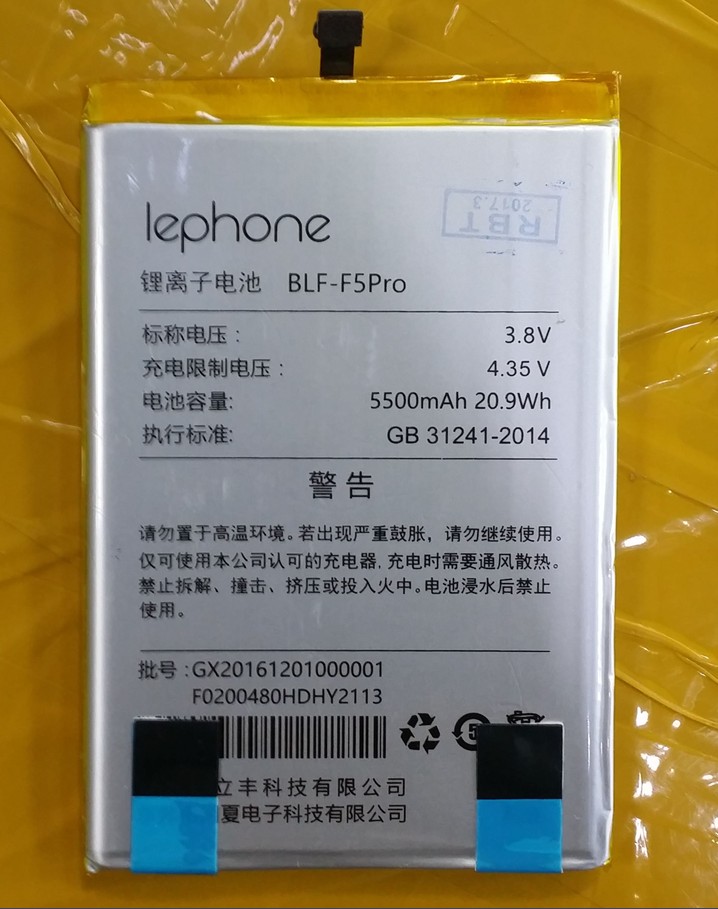 lephone
RBT
2017.3
锂离子电池 BLF-F5Pro
标称电压： 3.8V
充电限制电压： 4.35 V
电池容量: 5500mAh 20.9Wh
执行标准: GB 31241-2014
警告
请勿置于高温环境。若出现严重鼓胀，请勿继续使用。
仅可使用本公司认可的充电器, 充电时需要通风散热。
禁止拆解、撞击、挤压或投入火中。电池浸水后禁止
使用。
批号：GX20161201000001
F0200480HDHY2113
5
立丰科技有限公司
夏电子科技有限公司